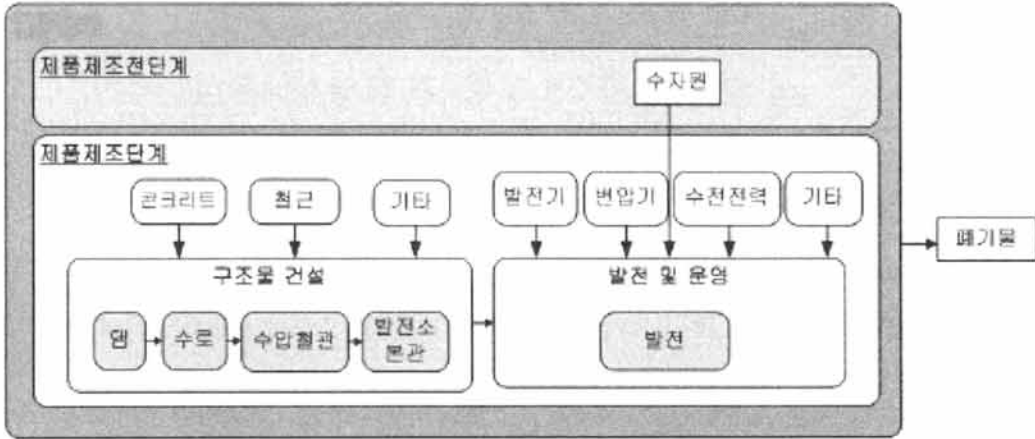 제품제조전단계
수자원
제품제조단계
콘크리트
철근
기타
발전기
변압기
수전전력
기타
구조물 건설
댐
수로
수압철관
발전소
본관
발전 및 운영
발전
폐기물